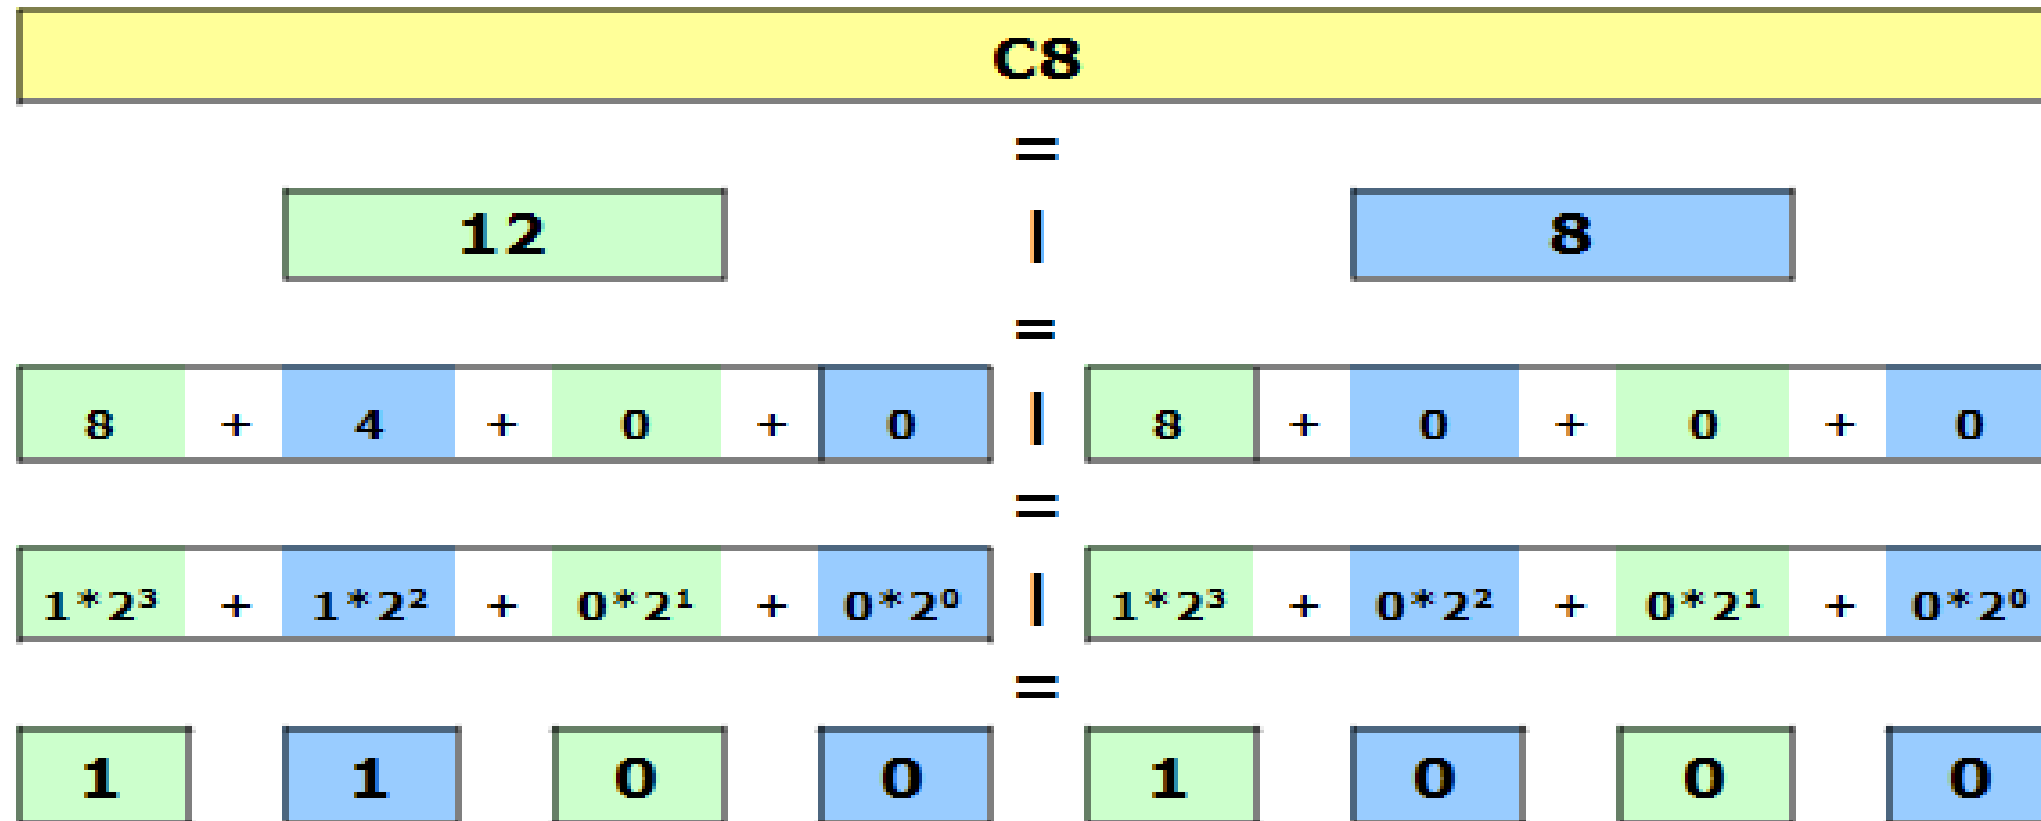 C8
=
12 | 8
=
8 + 4 + 0 + 0 | 8 + 0 + 0 + 0
=
1*2³ + 1*2² + 0*2¹ + 0*2⁰ | 1*2³ + 0*2² + 0*2¹ + 0*2⁰
=
1 1 0 0 1 0 0 0